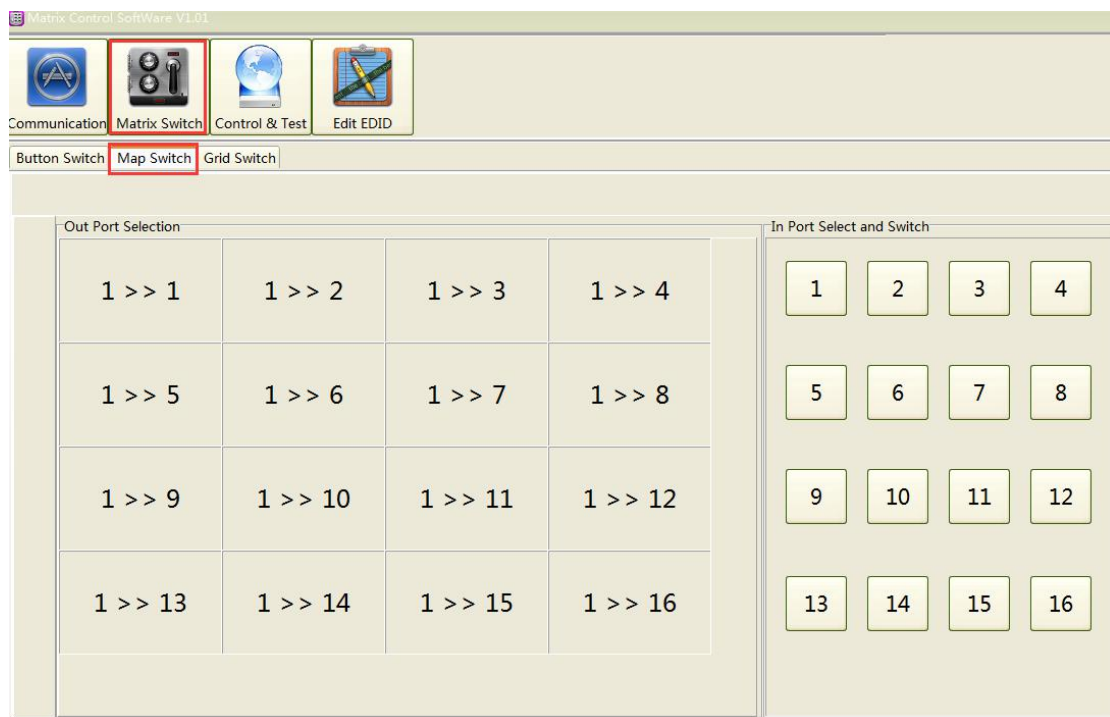 Matrix Control SoftWare V1.01
Communication Matrix Switch Control & Test Edit EDID
Button Switch Map Switch Grid Switch
Out Port Selection
1 >> 1 1 >> 2 1 >> 3 1 >> 4
1 >> 5 1 >> 6 1 >> 7 1 >> 8
1 >> 9 1 >> 10 1 >> 11 1 >> 12
1 >> 13 1 >> 14 1 >> 15 1 >> 16
In Port Select and Switch
1 2 3 4
5 6 7 8
9 10 11 12
13 14 15 16